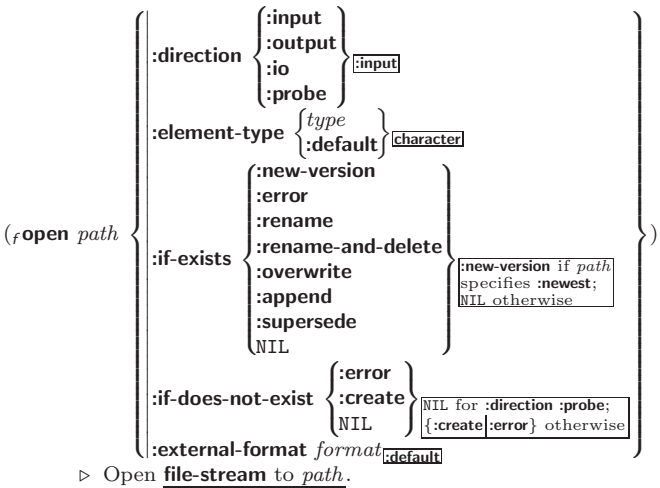 :input
:output
:direction :input
:io
:probe
:element-type type character
:default
:new-version
:error
:rename
:rename-and-delete
(f open path :if-exists :overwrite )
:append
:supersede
NIL
:new-version if path
specifies :newest;
NIL otherwise
:error
:if-does-not-exist :create
NIL
NIL for :direction :probe;
{:create|:error} otherwise
:external-format format :default
▷ Open file-stream to path.